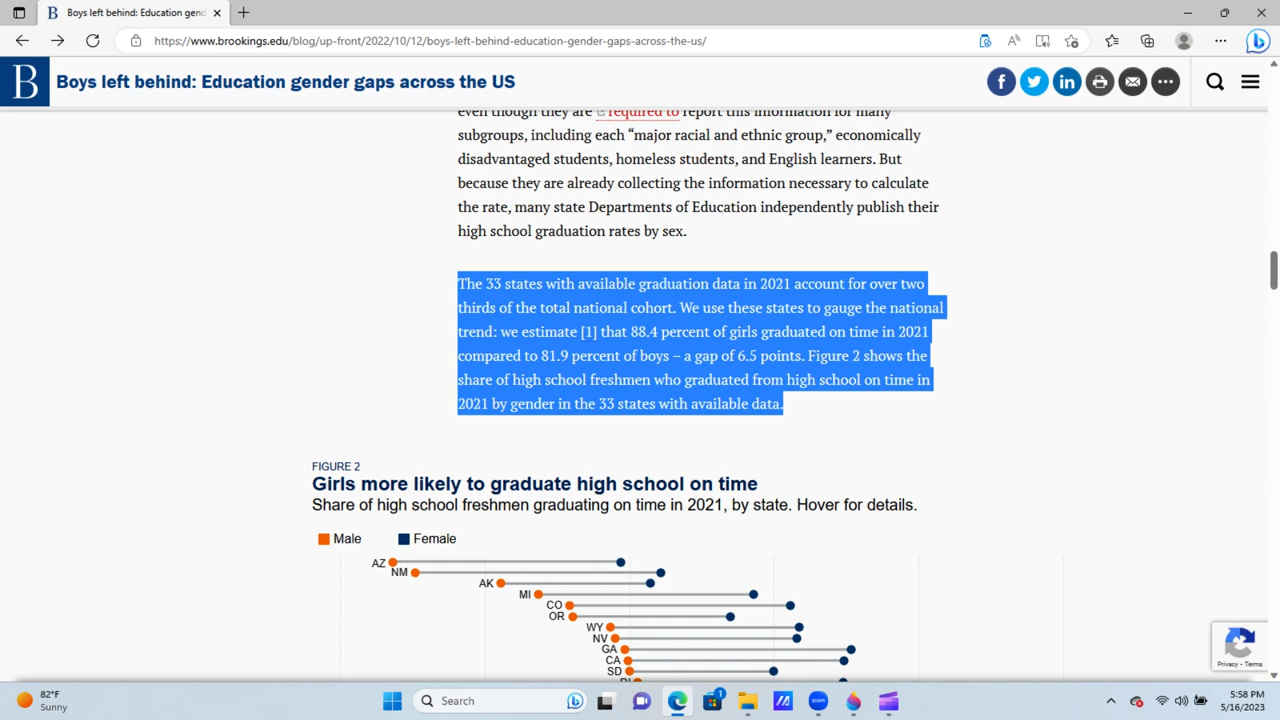 Boys left behind: Education gend
https://www.brookings.edu/blog/up-front/2022/10/12/boys-left-behind-education-gender-gaps-across-the-us/
B Boys left behind: Education gender gaps across the US
even though they are required to report this information for many
subgroups, including each “major racial and ethnic group,” economically
disadvantaged students, homeless students, and English learners. But
because they are already collecting the information necessary to calculate
the rate, many state Departments of Education independently publish their
high school graduation rates by sex.
The 33 states with available graduation data in 2021 account for over two
thirds of the total national cohort. We use these states to gauge the national
trend: we estimate [1] that 88.4 percent of girls graduated on time in 2021
compared to 81.9 percent of boys – a gap of 6.5 points. Figure 2 shows the
share of high school freshmen who graduated from high school on time in
2021 by gender in the 33 states with available data.
FIGURE 2
Girls more likely to graduate high school on time
Share of high school freshmen graduating on time in 2021, by state. Hover for details.
Male Female
AZ
NM
AK
MI
CO
OR
WY
NV
GA
CA
SD
Privacy - Terms
82°F
Sunny
Search
zoom
1
5:58 PM
5/16/2023